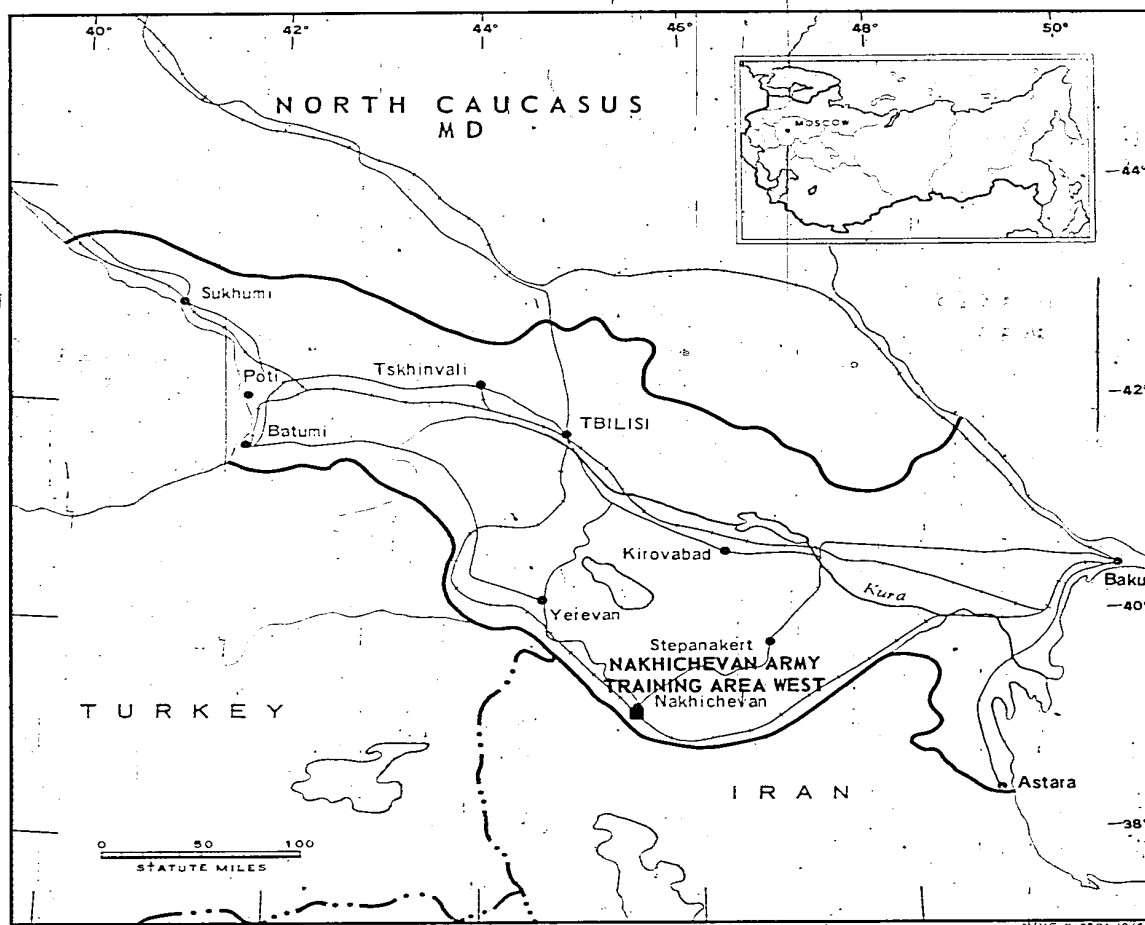 40°
42°
44
46°
48°
50°
NORTH CAUCASUS
MD
MOSCOW
44°
Sukhumi
Poti
Tskhinvali
42°
Batumi
TBILISI
Kirovabad
Kura
Baku
40°
Yerevan
Stepanakert
NAKHICHEVAN ARMY
TRAINING AREA WEST
Nakhichevan
TURKEY
IRAN
Astara
38°
0 50 100
STATUTE MILES